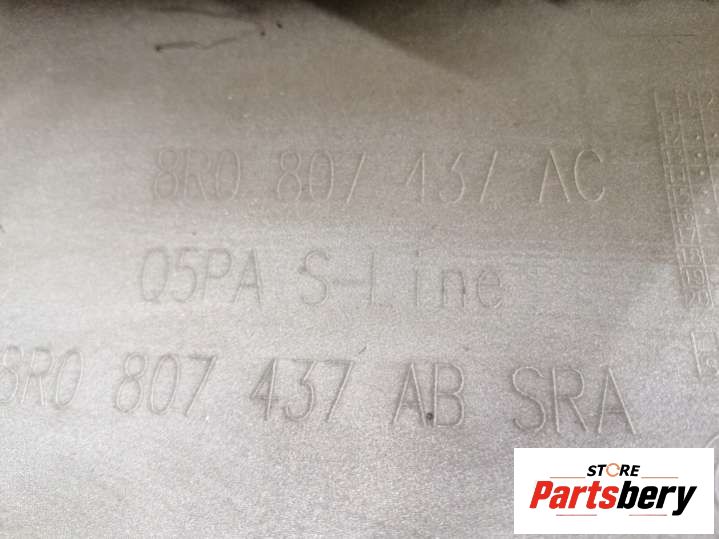 8R0 807 437 AC
Q5PA S-Line
8R0 807 437 AB SRA
STORE
Partsbery